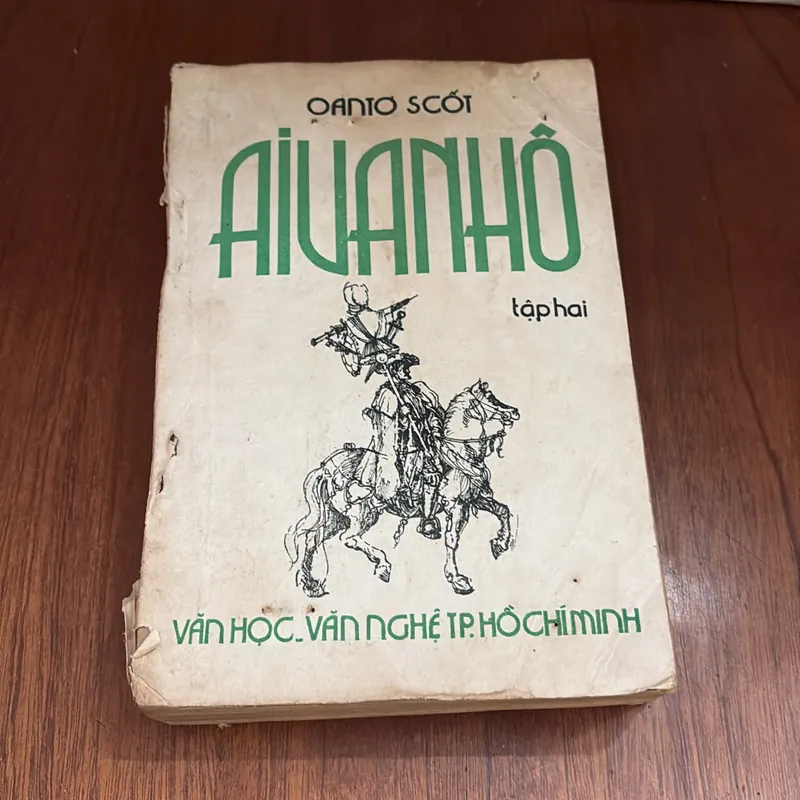 OANTƠ SCỐT
AIVANHÔ
tập hai
VĂN HỌC_VĂN NGHỆ TP. HỒ CHÍ MINH